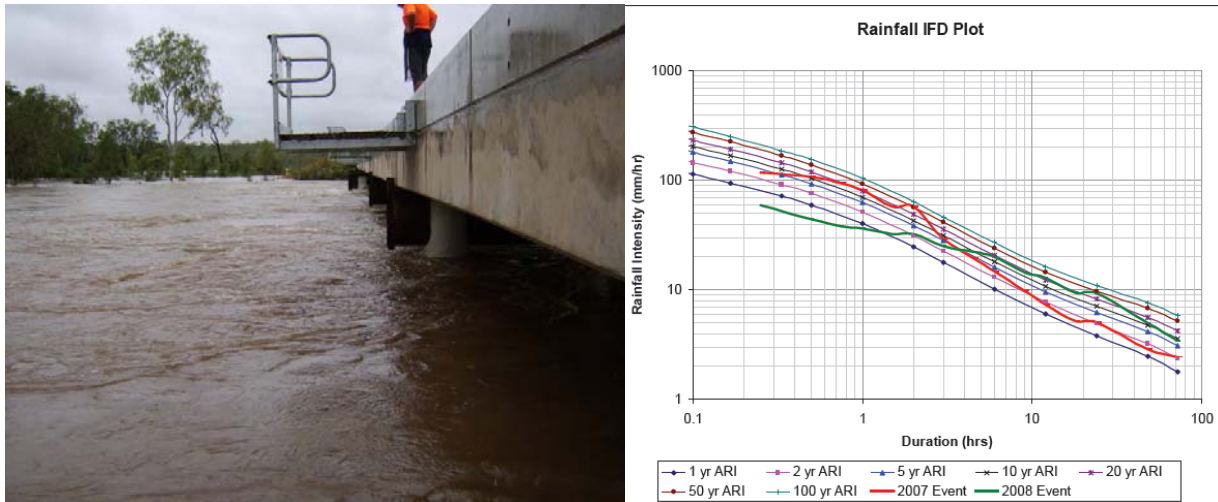 Rainfall IFD Plot
1000
100
10
1
Rainfall Intensity (mm/hr)
0.1 1 10 100
Duration (hrs)
1 yr ARI 2 yr ARI 5 yr ARI 10 yr ARI 20 yr ARI
50 yr ARI 100 yr ARI 2007 Event 2008 Event